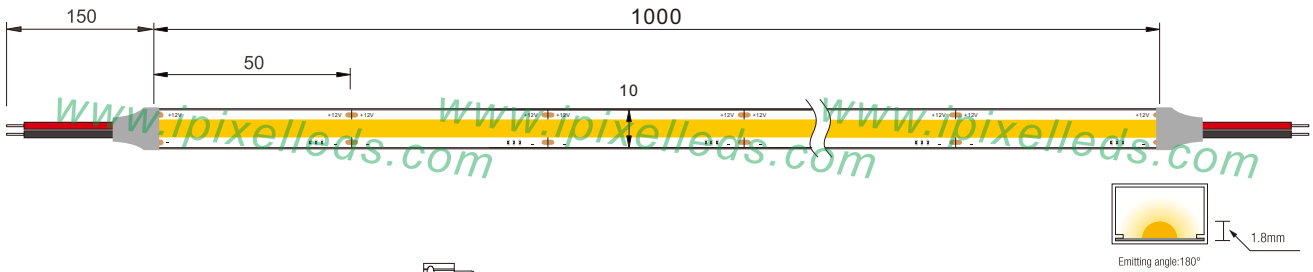 150
1000
50
10
www.ipixelleds.com www.ipixelleds.com www.ipixelleds.com
+12V +12V +12V +12V +12V +12V +12V +12V +12V +12V
- - - - - -
1.8mm
Emitting angle:180°